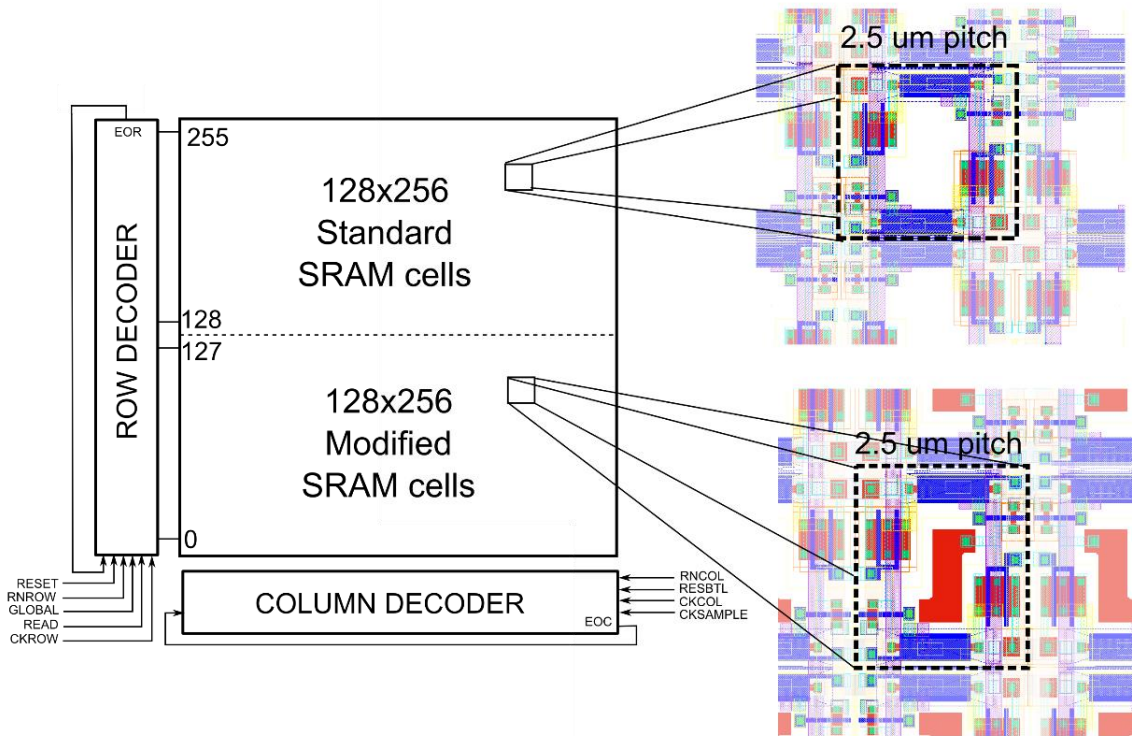 2.5 um pitch
EOR
255
128x256
Standard
SRAM cells
ROW DECODER
128
127
128x256
Modified
SRAM cells
2.5 um pitch
0
RESET
RNROW
GLOBAL
READ
CKROW
COLUMN DECODER
EOC
RNCOL
RESBTL
CKCOL
CKSAMPLE